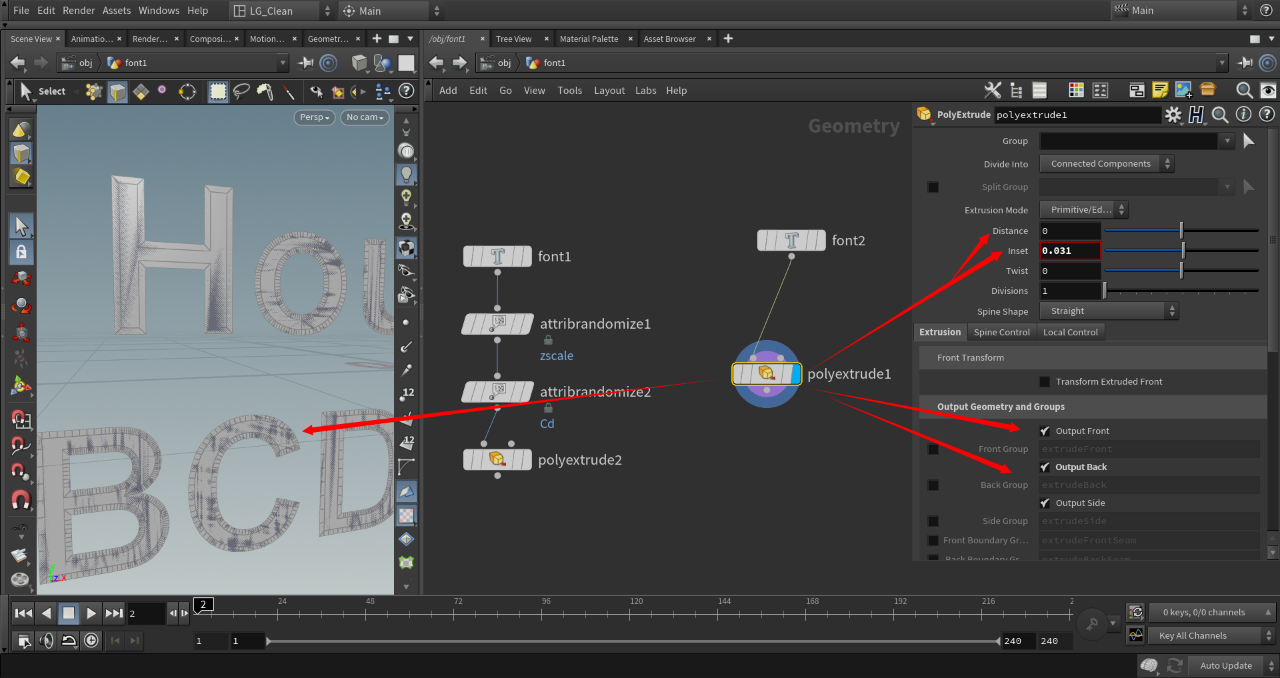 File Edit Render Assets Windows Help LG_Clean Main Main
Scene View Animatio... Render... Composi... Motion... Geometr... /obj/font1 Tree View Material Palette Asset Browser
obj font1 obj font1
Select Add Edit Go View Tools Layout Labs Help
Persp No cam
Geometry
PolyExtrude polyextrude1
Group
Divide Into Connected Components
Split Group
Extrusion Mode Primitive/Ed...
Distance 0
Inset 0.031
Twist 0
Divisions 1
Spine Shape Straight
Extrusion Spine Control Local Control
Front Transform
Transform Extruded Front
Output Geometry and Groups
Output Front
Front Group extrudeFront
Output Back
Back Group extrudeBack
Output Side
Side Group extrudeSide
Front Boundary Gr... extrudeFrontSeam
Back Boundary Gr... extrudeBackSeam
font1
attribrandomize1
zscale
attribrandomize2
Cd
polyextrude2
font2
polyextrude1
Hou
BCD
12
12
z x
2 2 24 48 72 96 120 144 168 192 216 2
0 keys, 0/0 channels
1 1 240 240 Key All Channels
Auto Update